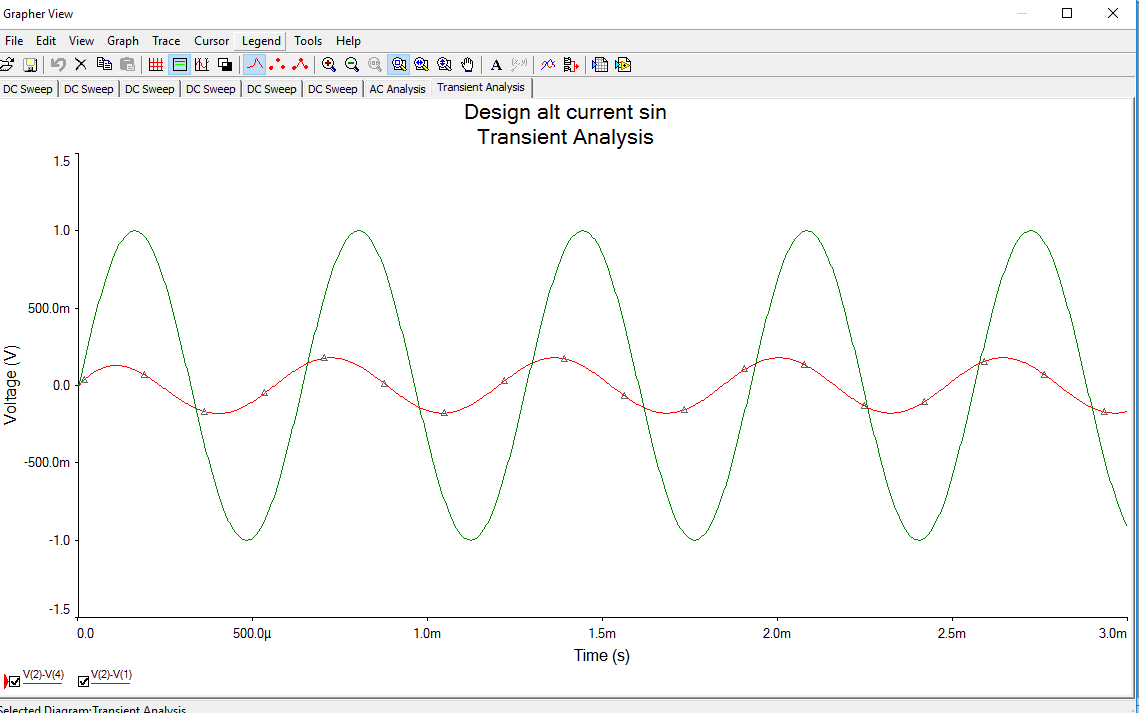 Grapher View
File Edit View Graph Trace Cursor Legend Tools Help
A
DC Sweep DC Sweep DC Sweep DC Sweep DC Sweep DC Sweep AC Analysis Transient Analysis
Design alt current sin
Transient Analysis
Voltage (V)
1.5
1.0
500.0m
0.0
-500.0m
-1.0
-1.5
0.0 500.0µ 1.0m 1.5m 2.0m 2.5m 3.0m
Time (s)
V(2)-V(4) V(2)-V(1)
Selected Diagram:Transient Analysis